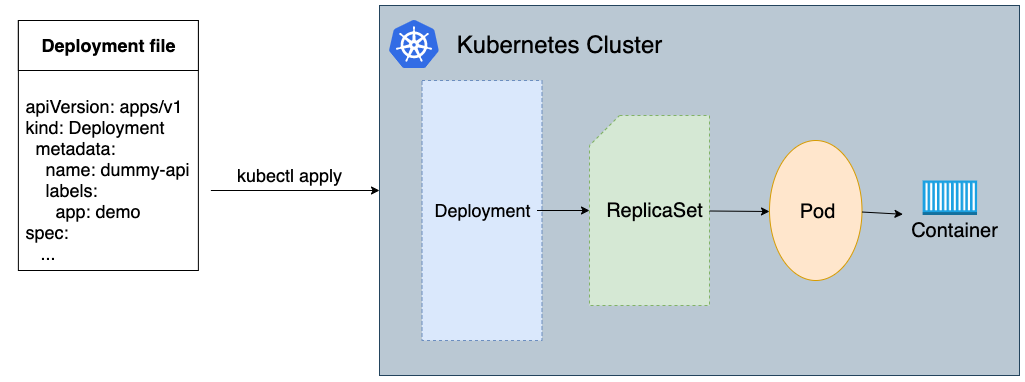 Deployment file
apiVersion: apps/v1
kind: Deployment
metadata:
name: dummy-api
labels:
app: demo
spec:
...
kubectl apply
Kubernetes Cluster
Deployment
ReplicaSet
Pod
Container